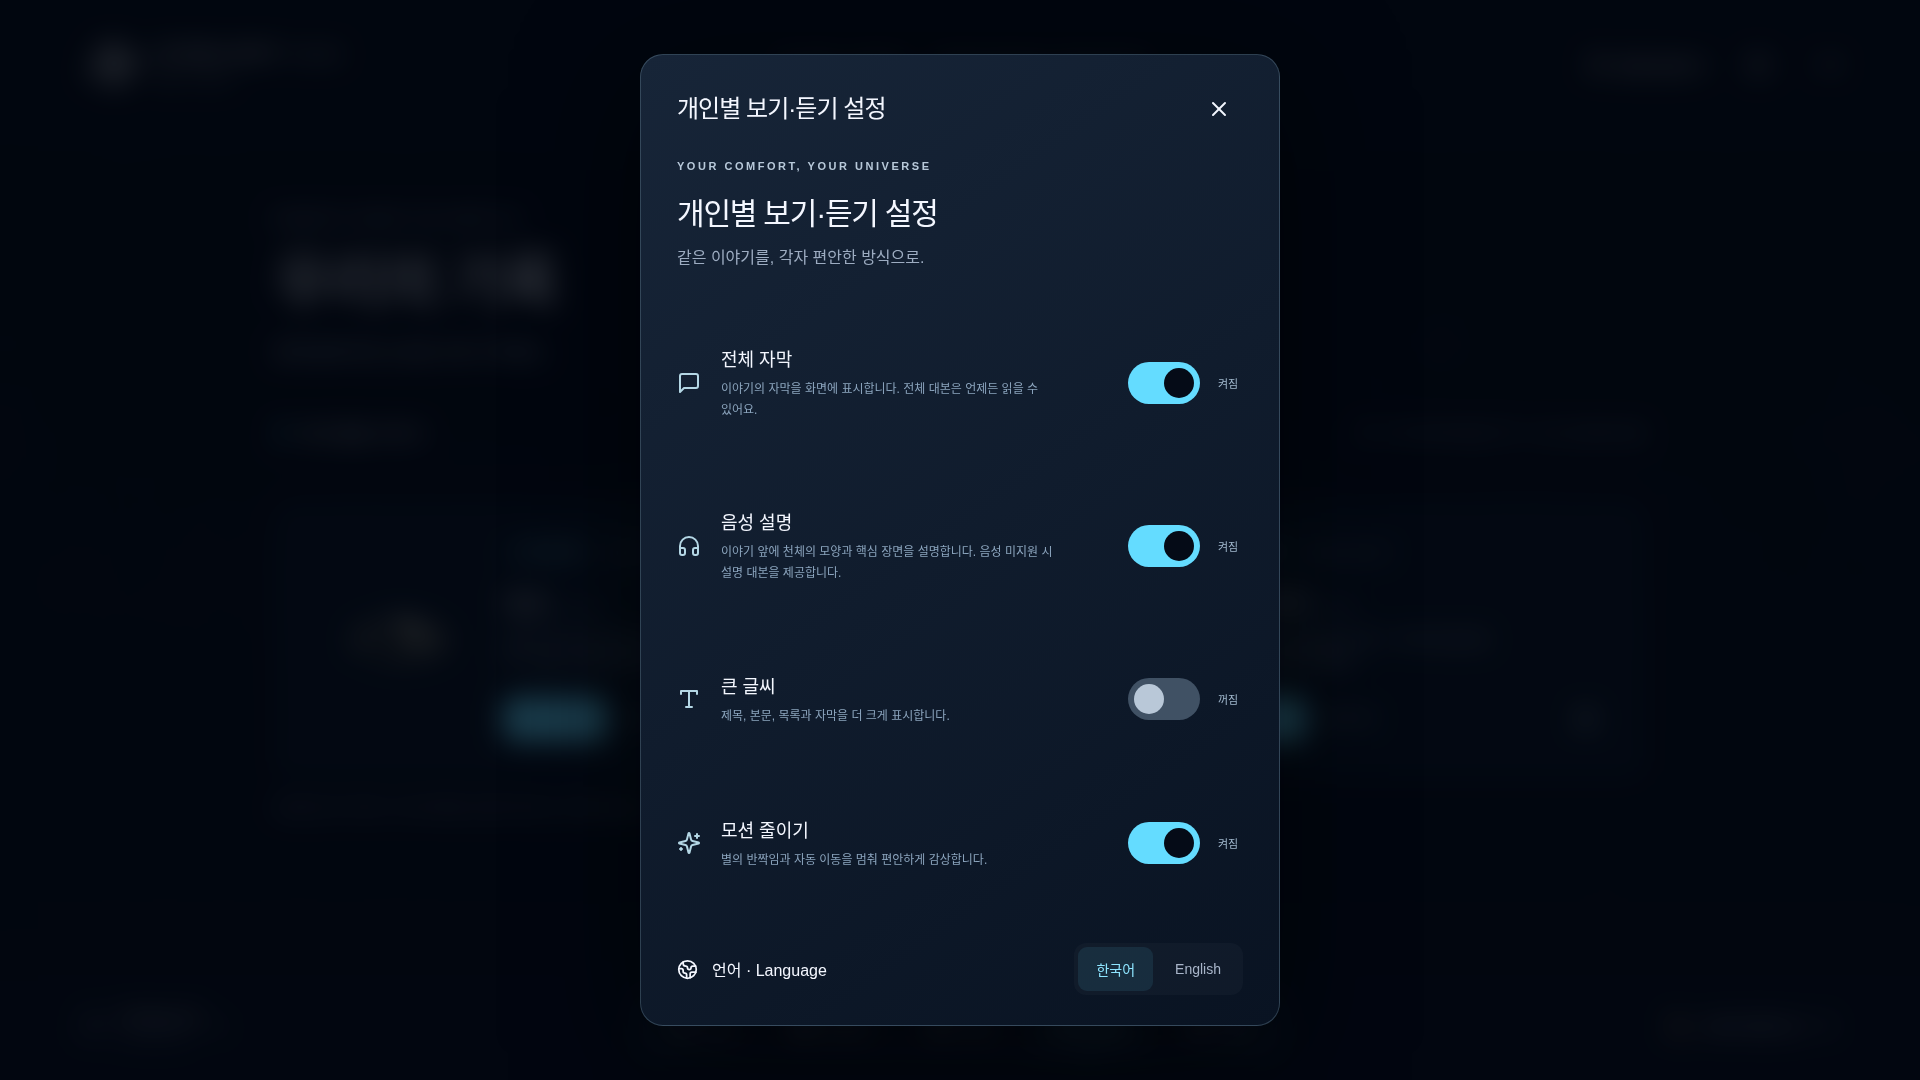 개인별 보기·듣기 설정
YOUR COMFORT, YOUR UNIVERSE
개인별 보기·듣기 설정
같은 이야기를, 각자 편안한 방식으로.
전체 자막
이야기의 자막을 화면에 표시합니다. 전체 대본은 언제든 읽을 수
있어요.
켜짐
음성 설명
이야기 앞에 천체의 모양과 핵심 장면을 설명합니다. 음성 미지원 시
설명 대본을 제공합니다.
켜짐
큰 글씨
제목, 본문, 목록과 자막을 더 크게 표시합니다.
꺼짐
모션 줄이기
별의 반짝임과 자동 이동을 멈춰 편안하게 감상합니다.
켜짐
언어 · Language
한국어
English